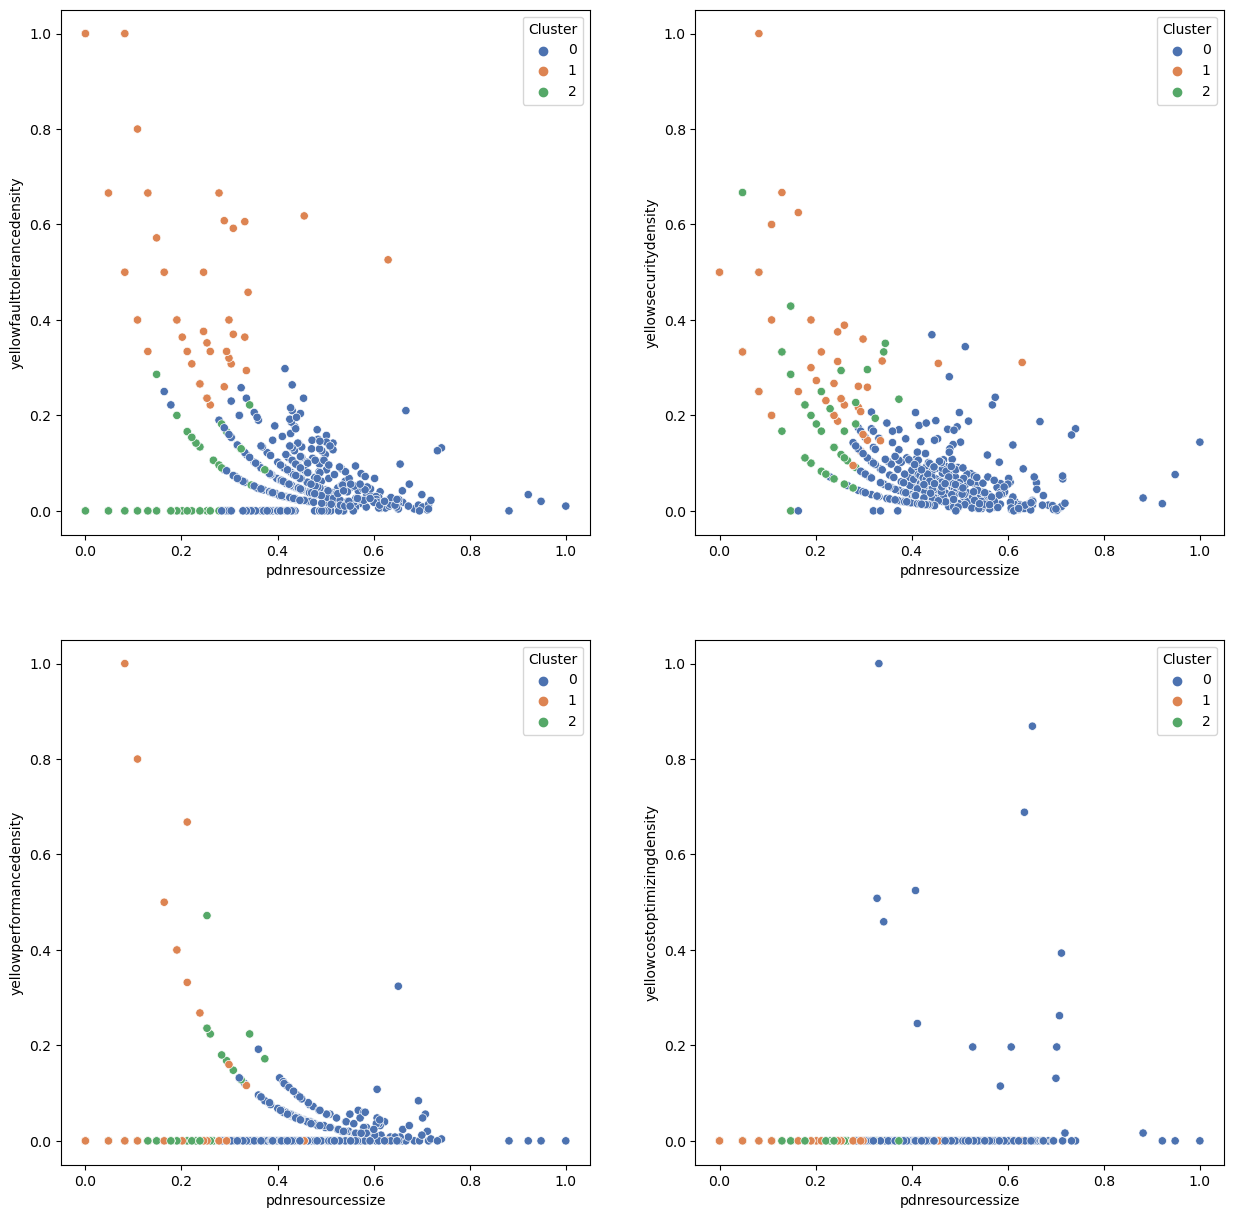 1.0
0.8
0.6
0.4
0.2
0.0
yellowfaulttolerancedensity
Cluster
0
1
2
0.0 0.2 0.4 0.6 0.8 1.0
pdnresourcessize
1.0
0.8
0.6
0.4
0.2
0.0
yellowsecuritydensity
Cluster
0
1
2
0.0 0.2 0.4 0.6 0.8 1.0
pdnresourcessize
1.0
0.8
0.6
0.4
0.2
0.0
yellowperformancedensity
Cluster
0
1
2
0.0 0.2 0.4 0.6 0.8 1.0
pdnresourcessize
1.0
0.8
0.6
0.4
0.2
0.0
yellowcostoptimizingdensity
Cluster
0
1
2
0.0 0.2 0.4 0.6 0.8 1.0
pdnresourcessize